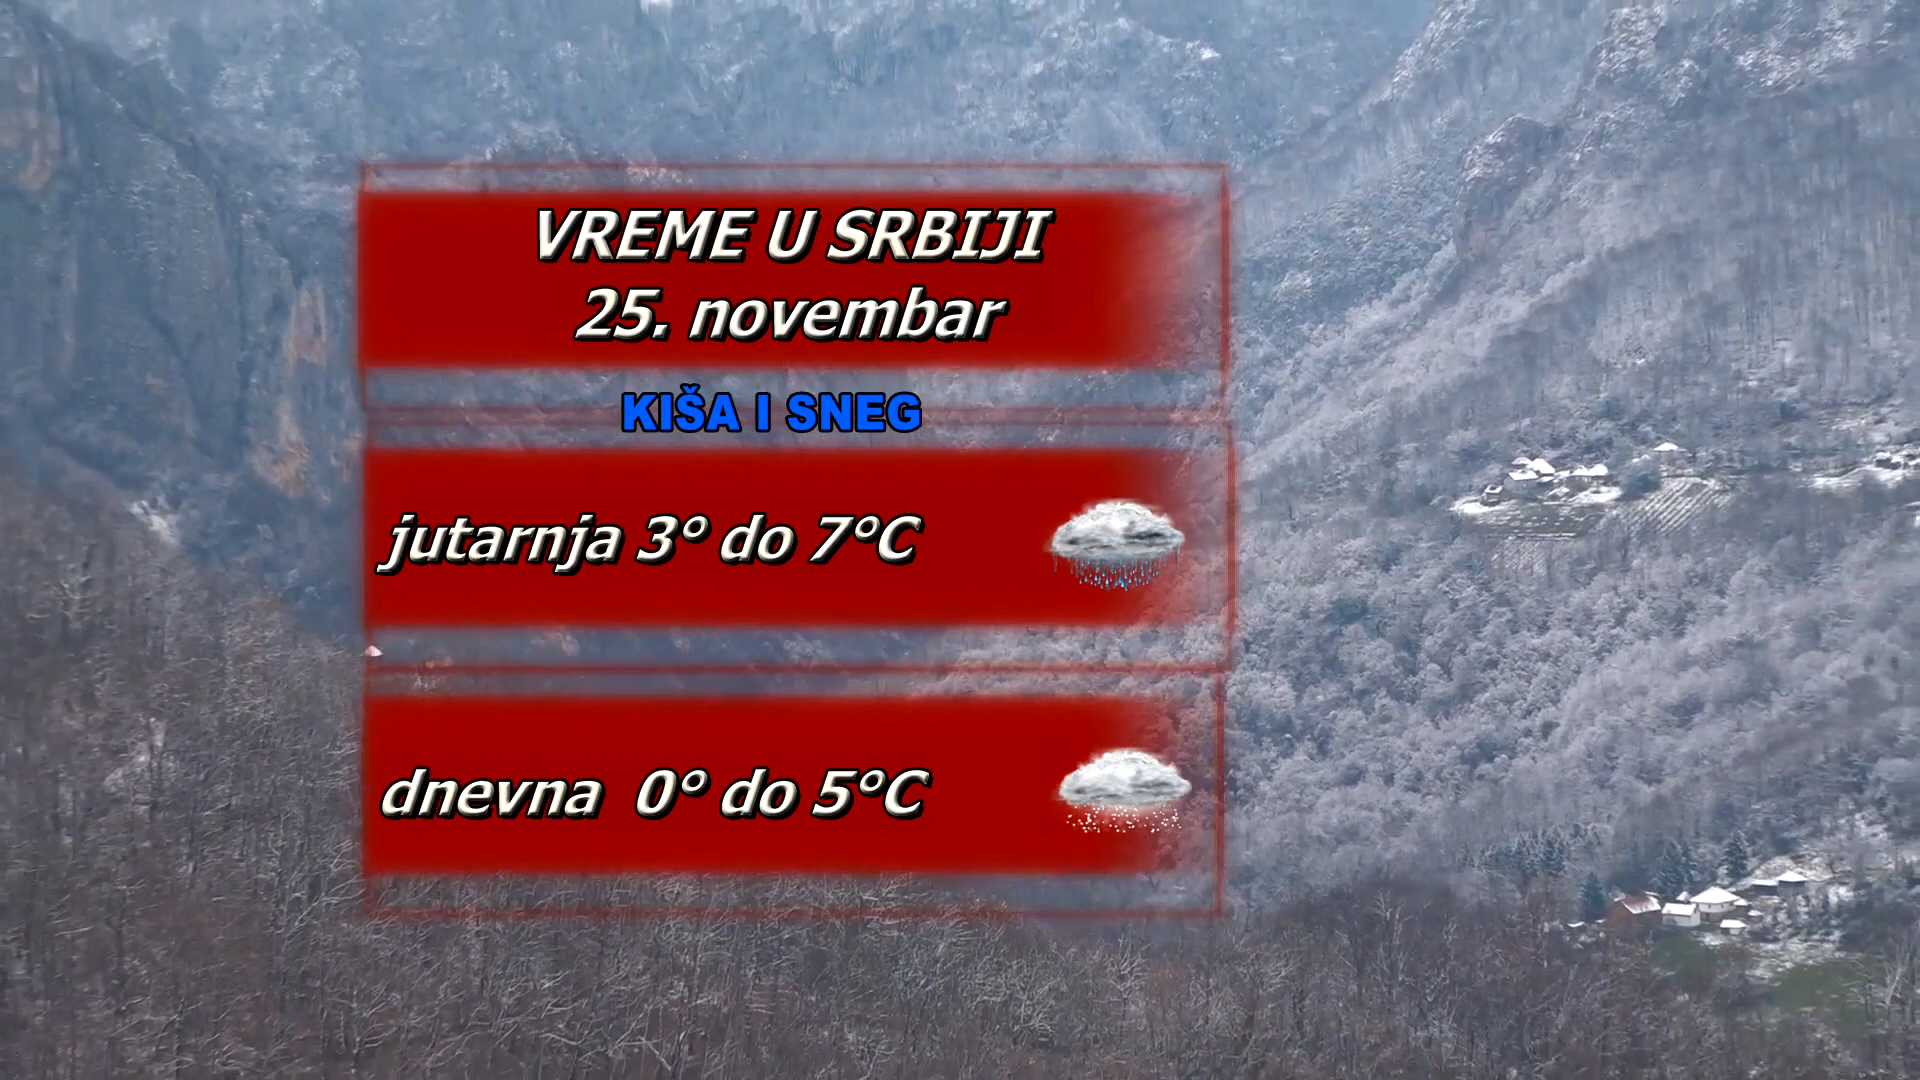 VREME U SRBIJI
25. novembar
KIŠA I SNEG
jutarnja 3° do 7°C
dnevna 0° do 5°C